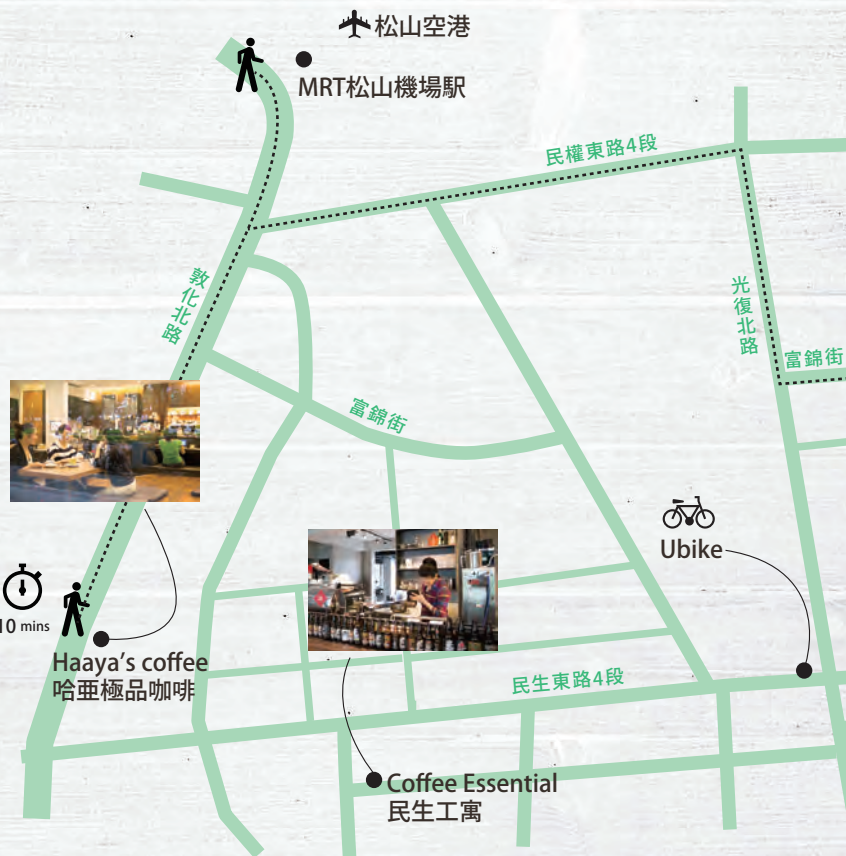 松山空港
MRT松山機場駅
民權東路4段
敦化北路
光復北路
富錦街
富錦街
Ubike
10 mins
Haaya's coffee
哈亜極品咖啡
民生東路4段
Coffee Essential
民生工寓